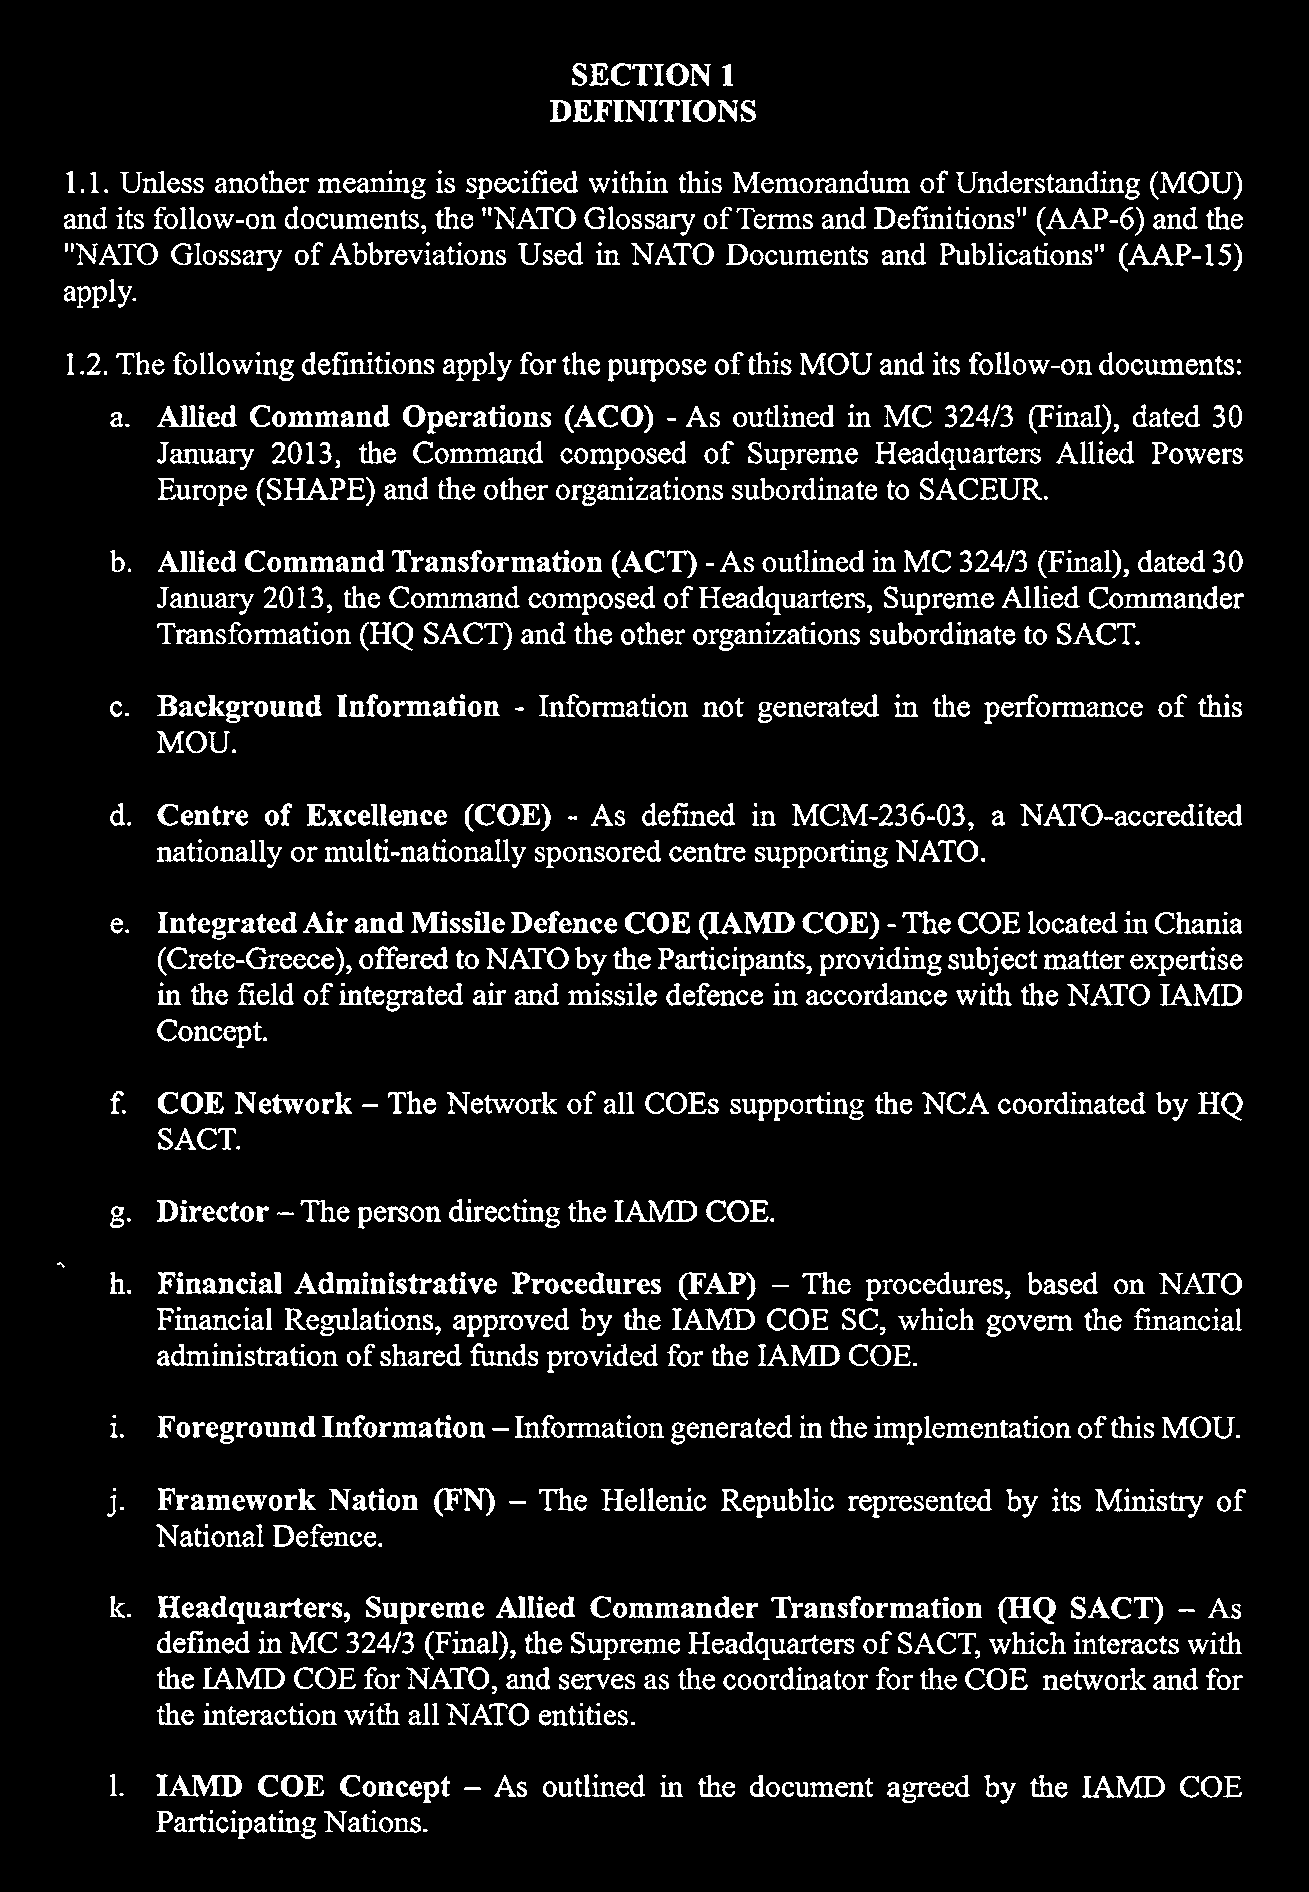 SECTION 1
DEFINITIONS
1.1. Unless another meaning is specified within this Memorandum of Understanding (MOU)
and its follow-on documents, the "NATO Glossary of Terms and Definitions" (AAP-6) and the
"NATO Glossary of Abbreviations Used in NATO Documents and Publications" (AAP-15)
apply.
1.2. The following definitions apply for the purpose of this MOU and its follow-on documents:
a. Allied Command Operations (ACO) - As outlined in MC 324/3 (Final), dated 30
January 2013, the Command composed of Supreme Headquarters Allied Powers
Europe (SHAPE) and the other organizations subordinate to SACEUR.
b. Allied Command Transformation (ACT) - As outlined in MC 324/3 (Final), dated 30
January 2013, the Command composed of Headquarters, Supreme Allied Commander
Transformation (HQ SACT) and the other organizations subordinate to SACT.
c. Background Information - Information not generated in the performance of this
MOU.
d. Centre of Excellence (COE) - As defined in MCM-236-03, a NATO-accredited
nationally or multi-nationally sponsored centre supporting NATO.
e. Integrated Air and Missile Defence COE (IAMD COE) - The COE located in Chania
(Crete-Greece), offered to NATO by the Participants, providing subject matter expertise
in the field of integrated air and missile defence in accordance with the NATO IAMD
Concept.
f. COE Network – The Network of all COEs supporting the NCA coordinated by HQ
SACT.
g. Director – The person directing the IAMD COE.
h. Financial Administrative Procedures (FAP) – The procedures, based on NATO
Financial Regulations, approved by the IAMD COE SC, which govern the financial
administration of shared funds provided for the IAMD COE.
i. Foreground Information – Information generated in the implementation of this MOU.
j. Framework Nation (FN) – The Hellenic Republic represented by its Ministry of
National Defence.
k. Headquarters, Supreme Allied Commander Transformation (HQ SACT) – As
defined in MC 324/3 (Final), the Supreme Headquarters of SACT, which interacts with
the IAMD COE for NATO, and serves as the coordinator for the COE network and for
the interaction with all NATO entities.
l. IAMD COE Concept – As outlined in the document agreed by the IAMD COE
Participating Nations.